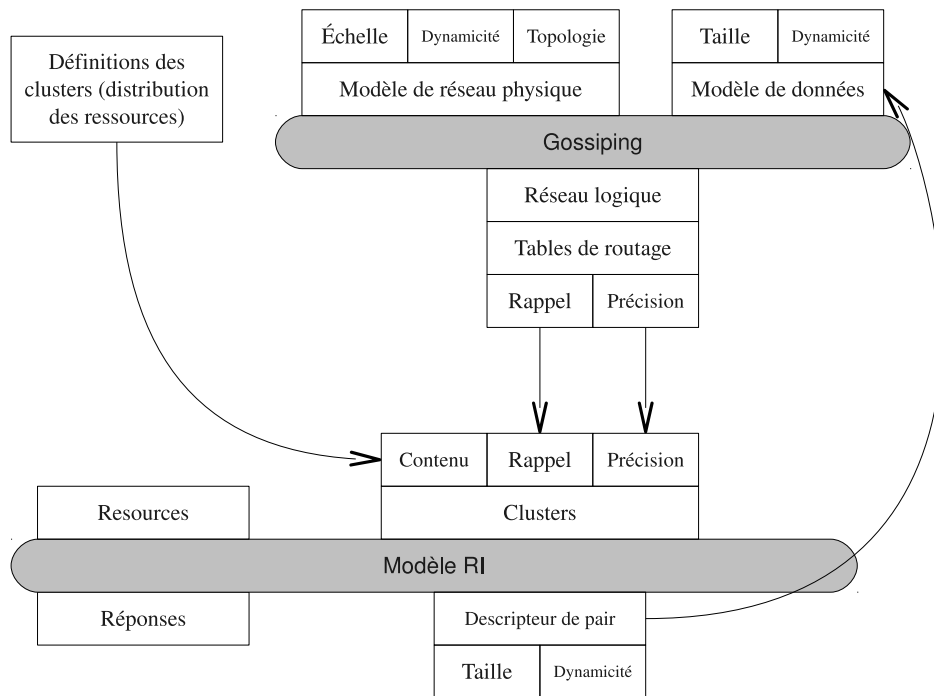 Définitions des
clusters (distribution
des ressources)
Échelle
Dynamicité
Topologie
Modèle de réseau physique
Taille
Dynamicité
Modèle de données
Gossiping
Réseau logique
Tables de routage
Rappel
Précision
Contenu
Rappel
Précision
Clusters
Resources
Modèle RI
Réponses
Descripteur de pair
Taille
Dynamicité